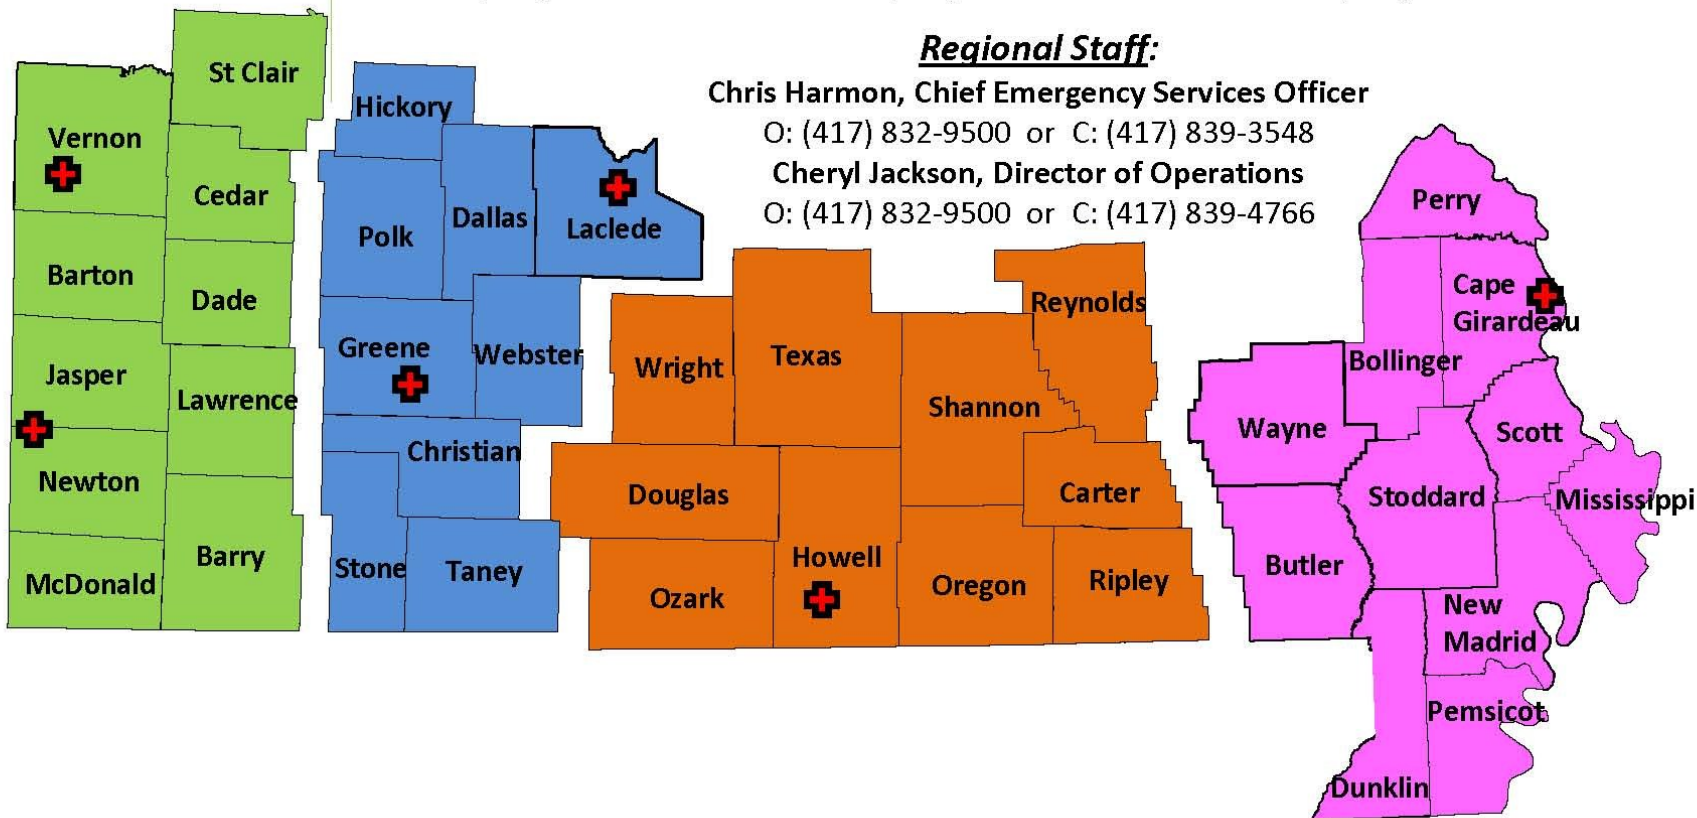 Regional Staff:
Chris Harmon, Chief Emergency Services Officer
O: (417) 832-9500 or C: (417) 839-3548
Cheryl Jackson, Director of Operations
O: (417) 832-9500 or C: (417) 839-4766
St Clair
Vernon
Cedar
Barton
Dade
Jasper
Lawrence
Newton
Barry
McDonald
Hickory
Polk
Dallas
Laclede
Greene
Webster
Christian
Stone
Taney
Wright
Texas
Reynolds
Shannon
Douglas
Carter
Howell
Ozark
Oregon
Ripley
Perry
Cape
Girardeau
Bollinger
Wayne
Scott
Stoddard
Mississippi
Butler
New
Madrid
Pemsicot
Dunklin